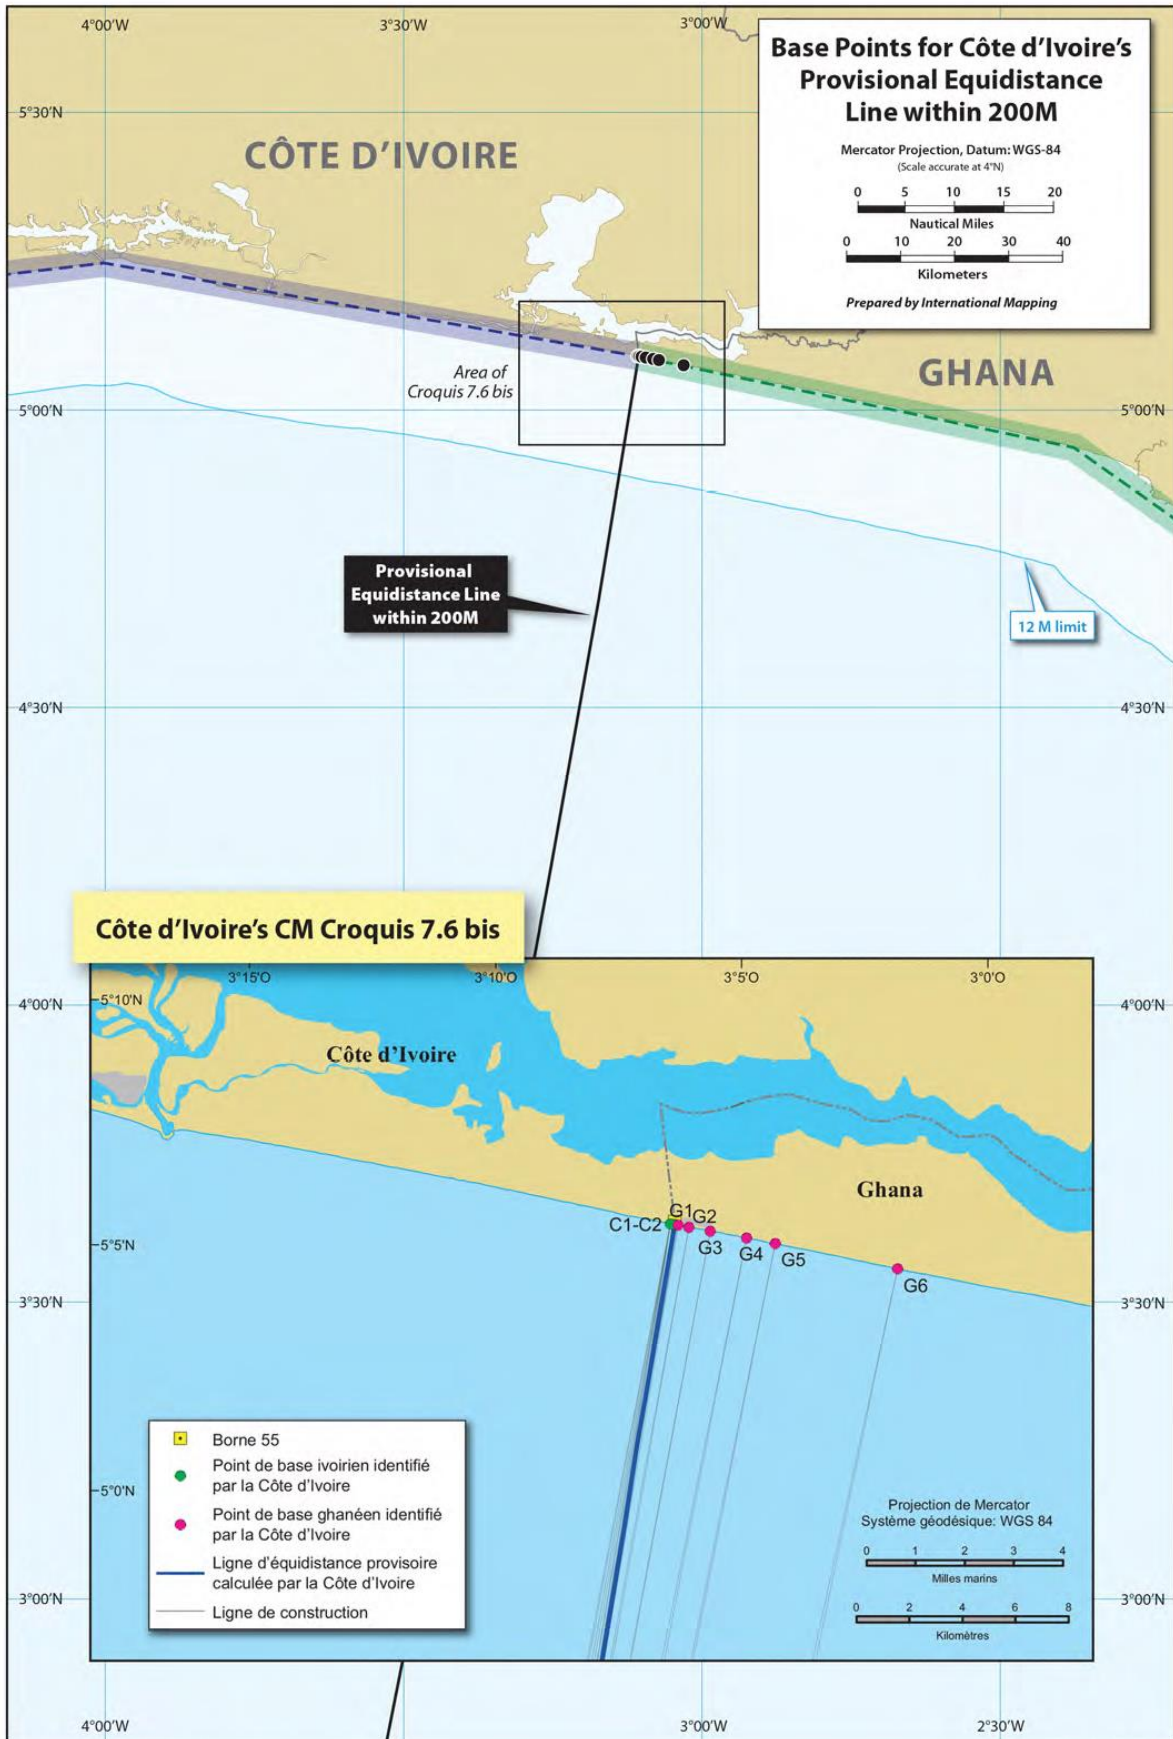 4°00'W
3°30'W
3°00'W
Base Points for Côte d'Ivoire's
Provisional Equidistance
Line within 200M
Mercator Projection, Datum: WGS-84
(Scale accurate at 4°N)
0 5 10 15 20
Nautical Miles
0 10 20 30 40
Kilometers
Prepared by International Mapping
5°30'N
CÔTE D'IVOIRE
GHANA
Area of
Croquis 7.6 bis
5°00'N
5°00'N
Provisional
Equidistance Line
within 200M
12 M limit
4°30'N
4°30'N
Côte d'Ivoire's CM Croquis 7.6 bis
3°15'O
3°10'O
3°5'O
3°0'O
4°00'N
5°10'N
4°00'N
Côte d'Ivoire
Ghana
C1-C2
G1
G2
G3
G4
G5
G6
5°5'N
3°30'N
3°30'N
Borne 55
Point de base ivoirien identifié
par la Côte d'Ivoire
Point de base ghanéen identifié
par la Côte d'Ivoire
Ligne d'équidistance provisoire
calculée par la Côte d'Ivoire
Ligne de construction
5°0'N
Projection de Mercator
Système géodésique: WGS 84
0 1 2 3 4
Milles marins
0 2 4 6 8
Kilomètres
3°00'N
3°00'N
4°00'W
3°00'W
2°30'W